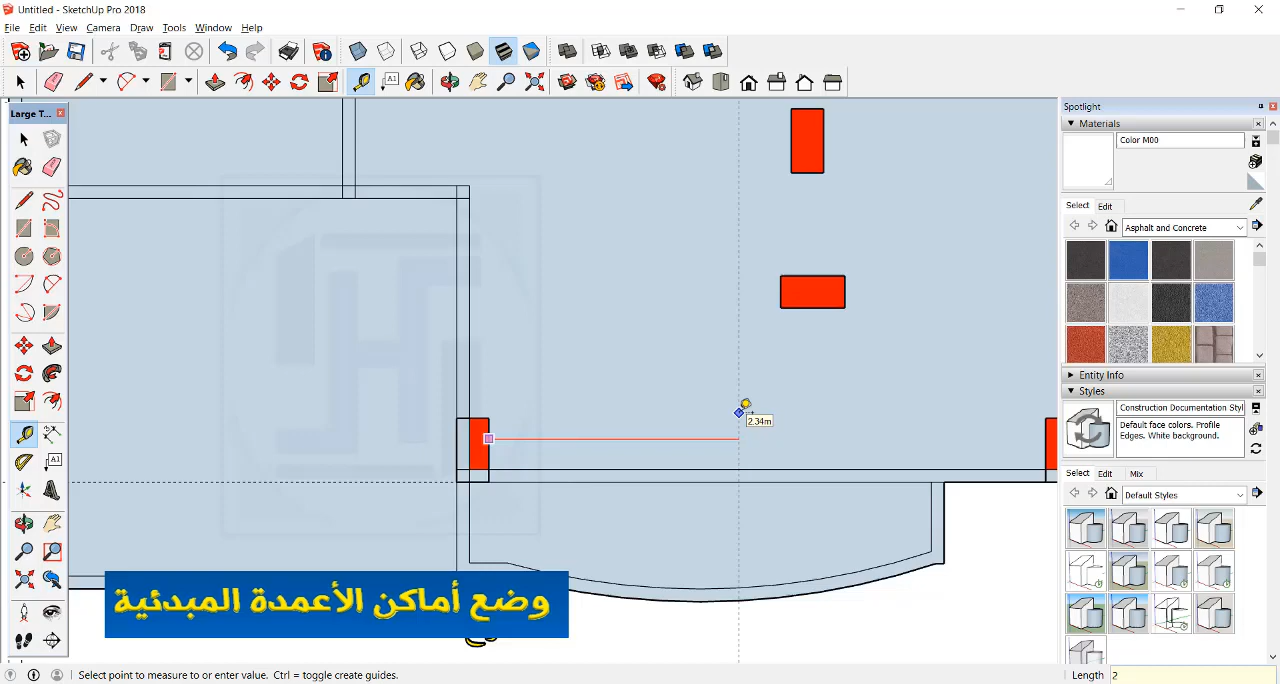 Untitled - SketchUp Pro 2018
File Edit View Camera Draw Tools Window Help
A1
Large T...
A1
2.34m
وضع أماكن الأعمدة المبدئية
Spotlight
Materials
Color M00
Select Edit
Asphalt and Concrete
Entity Info
Styles
Construction Documentation Styl
Default face colors. Profile
Edges. White background.
Select Edit Mix
Default Styles
Select point to measure to or enter value. Ctrl = toggle create guides.
Length 2